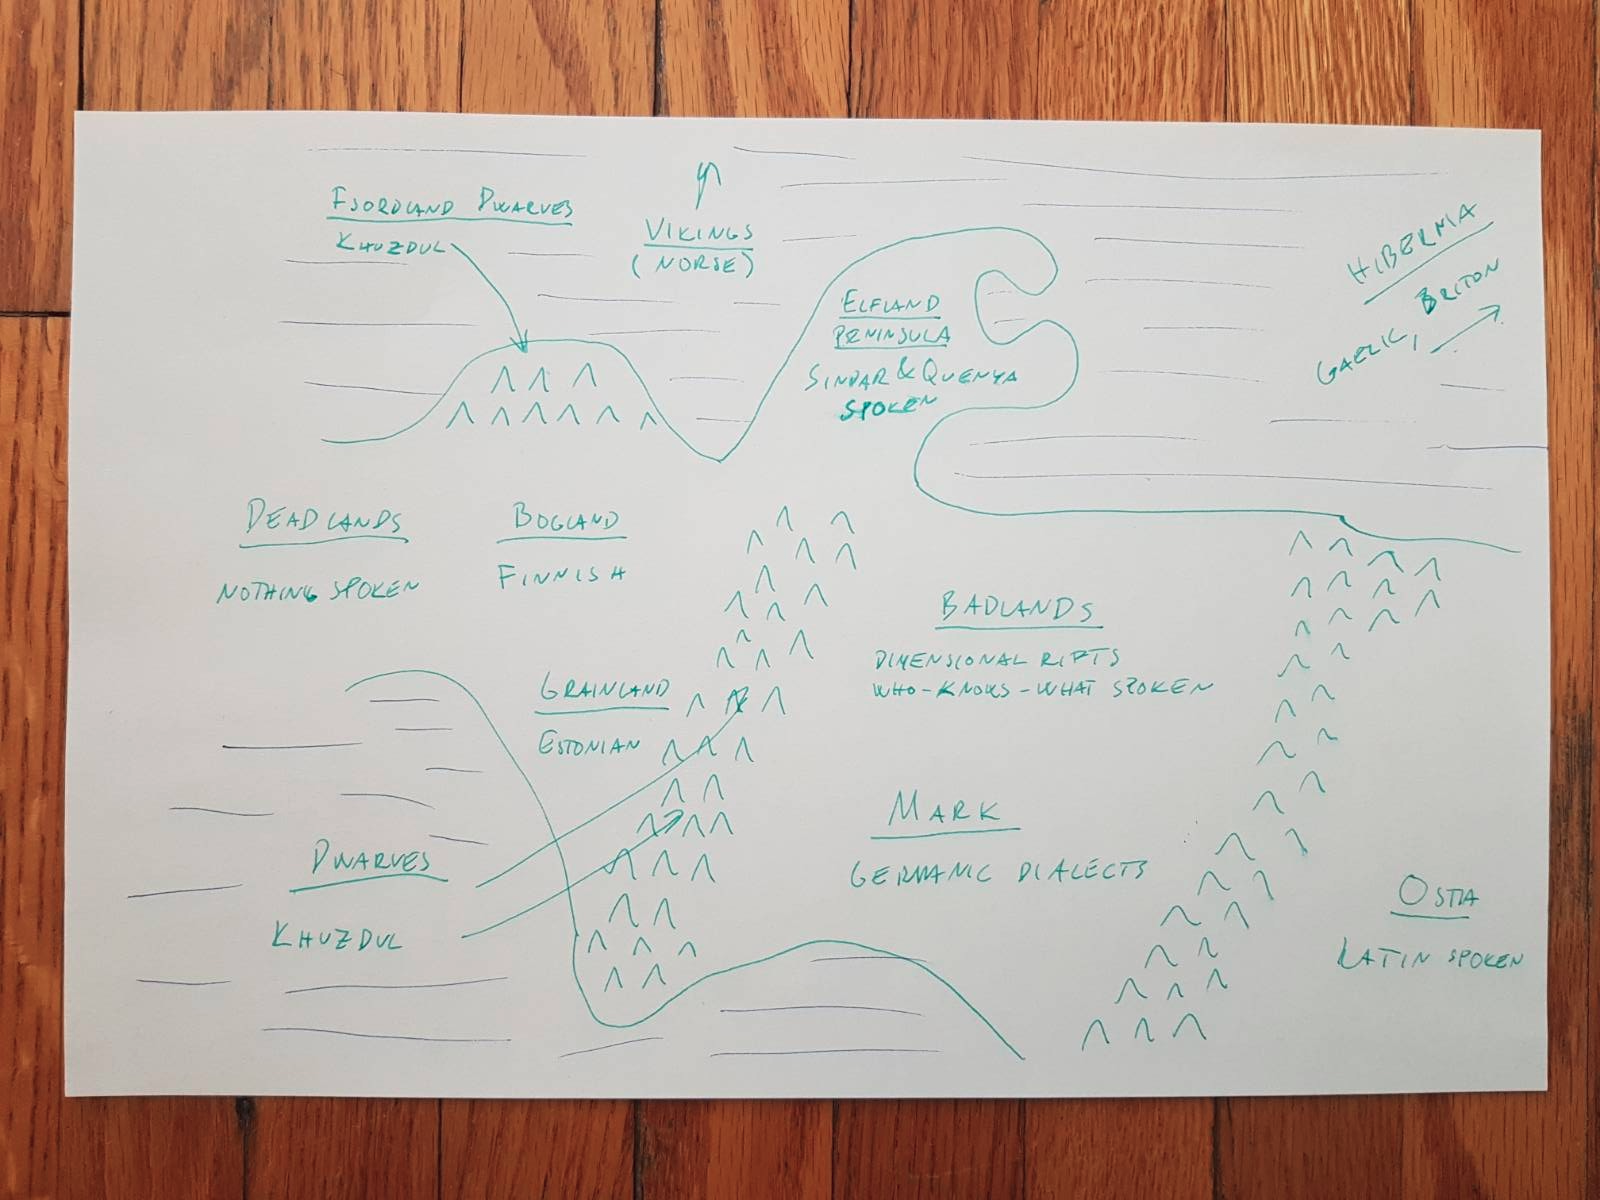 FJORDLAND DWARVES
KHUZDUL
VIKINGS
(NORSE)
ELFLAND
PENINSULA
SINDAR & QUENYA
SPOKEN
HIBERNIA
GAELIC, BRITON
DEADLANDS
NOTHING SPOKEN
BOGLAND
FINNISH
BADLANDS
DIMENSIONAL RIFTS
WHO-KNOWS-WHAT SPOKEN
GRAINLAND
ESTONIAN
MARK
GERMANIC DIALECTS
DWARVES
KHUZDUL
OSTIA
LATIN SPOKEN